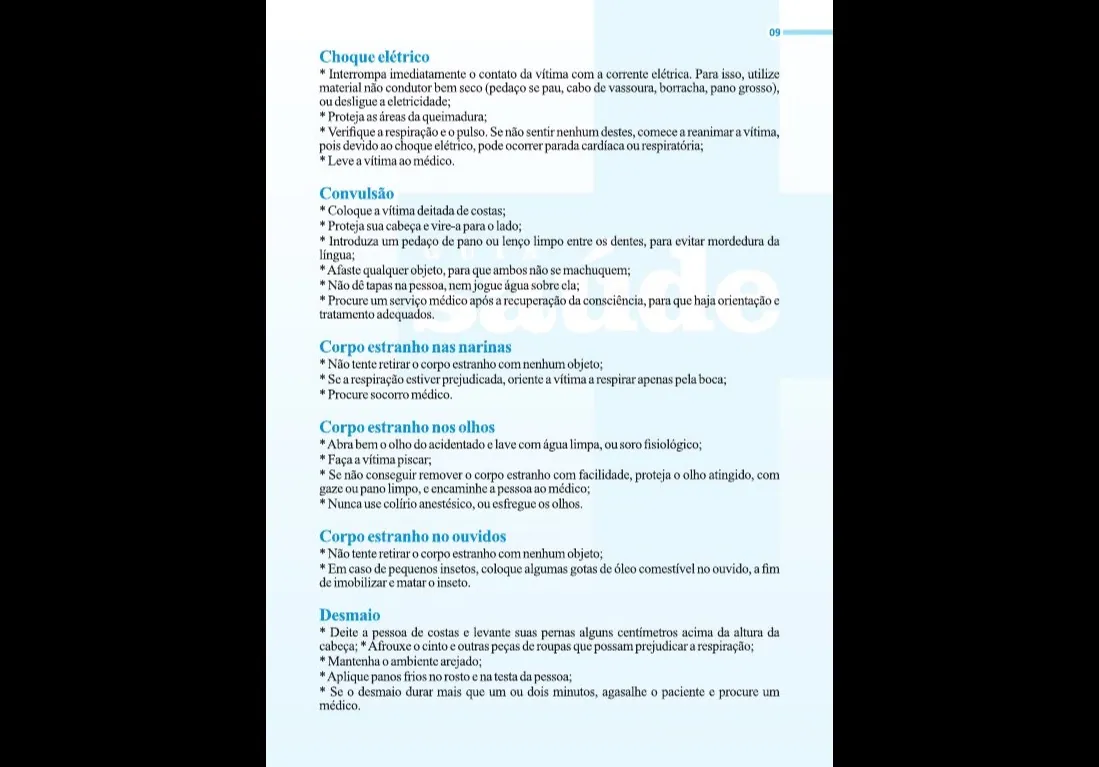 09
Choque elétrico
* Interrompa imediatamente o contato da vítima com a corrente elétrica. Para isso, utilize
material não condutor bem seco (pedaço se pau, cabo de vassoura, borracha, pano grosso),
ou desligue a eletricidade;
* Proteja as áreas da queimadura;
* Verifique a respiração e o pulso. Se não sentir nenhum destes, comece a reanimar a vítima,
pois devido ao choque elétrico, pode ocorrer parada cardíaca ou respiratória;
* Leve a vítima ao médico.
Convulsão
* Coloque a vítima deitada de costas;
* Proteja sua cabeça e vire-a para o lado;
* Introduza um pedaço de pano ou lenço limpo entre os dentes, para evitar mordedura da
língua;
* Afaste qualquer objeto, para que ambos não se machuquem;
* Não dê tapas na pessoa, nem jogue água sobre ela;
* Procure um serviço médico após a recuperação da consciência, para que haja orientação e
tratamento adequados.
saúde
Corpo estranho nas narinas
* Não tente retirar o corpo estranho com nenhum objeto;
* Se a respiração estiver prejudicada, oriente a vítima a respirar apenas pela boca;
* Procure socorro médico.
Corpo estranho nos olhos
* Abra bem o olho do acidentado e lave com água limpa, ou soro fisiológico;
* Faça a vítima piscar;
* Se não conseguir remover o corpo estranho com facilidade, proteja o olho atingido, com
gaze ou pano limpo, e encaminhe a pessoa ao médico;
* Nunca use colírio anestésico, ou esfregue os olhos.
Corpo estranho no ouvidos
* Não tente retirar o corpo estranho com nenhum objeto;
* Em caso de pequenos insetos, coloque algumas gotas de óleo comestível no ouvido, a fim
de imobilizar e matar o inseto.
Desmaio
* Deite a pessoa de costas e levante suas pernas alguns centímetros acima da altura da
cabeça; * Afrouxe o cinto e outras peças de roupas que possam prejudicar a respiração;
* Mantenha o ambiente arejado;
* Aplique panos frios no rosto e na testa da pessoa;
* Se o desmaio durar mais que um ou dois minutos, agasalhe o paciente e procure um
médico.